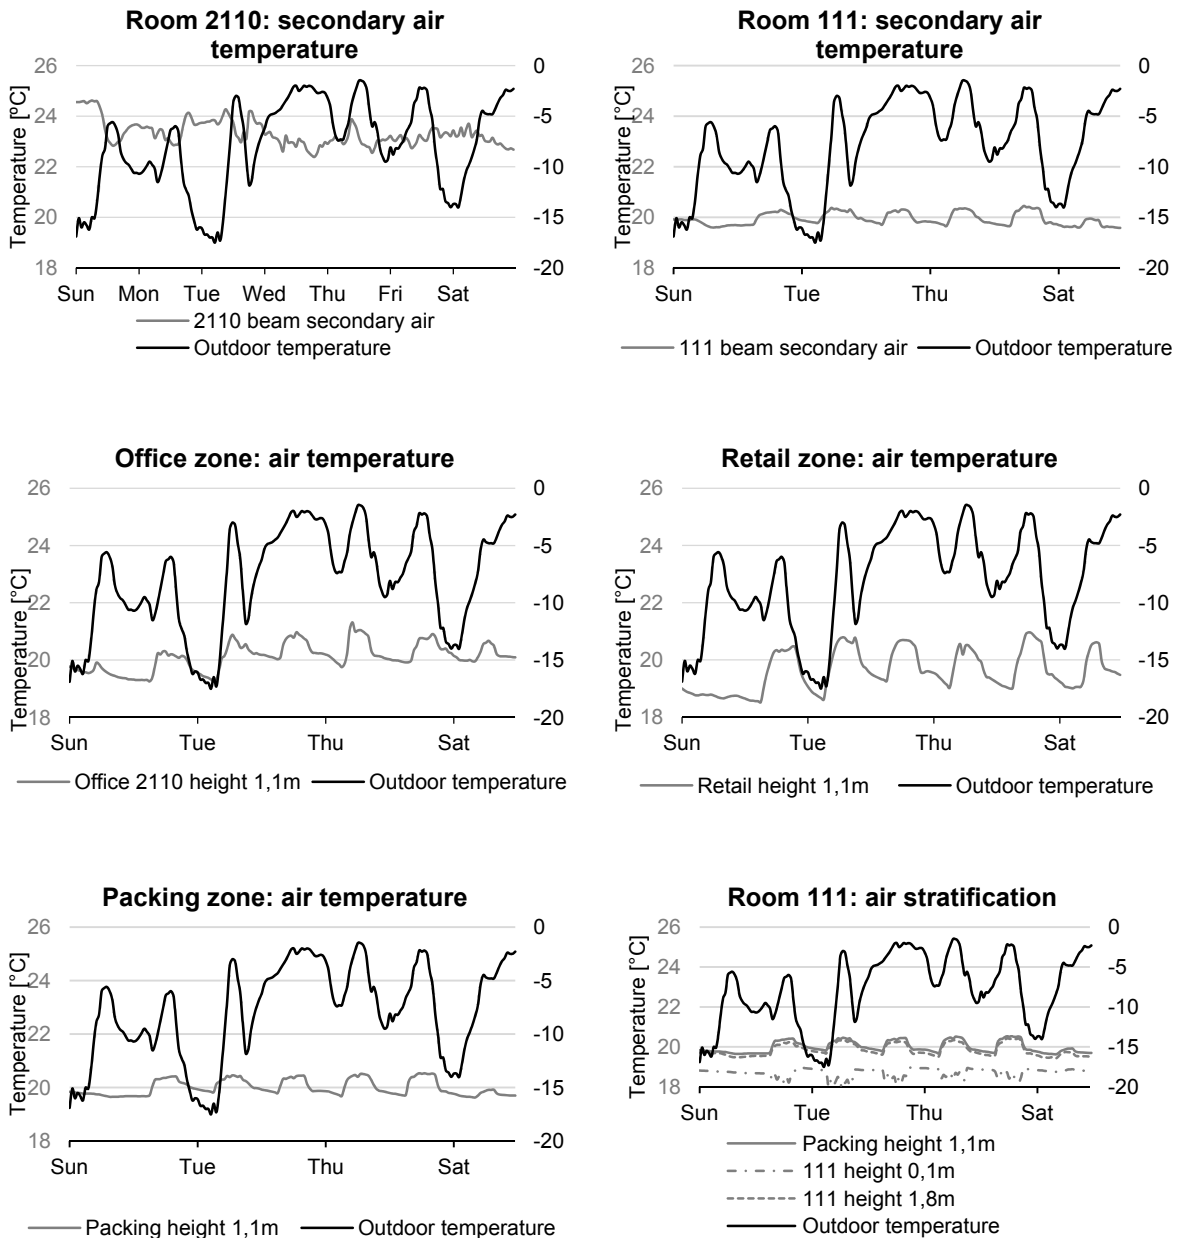 Room 2110: secondary air
temperature
Temperature [ºC]
26
24
22
20
18
0
-5
-10
-15
-20
Sun Mon Tue Wed Thu Fri Sat
2110 beam secondary air
Outdoor temperature
Room 111: secondary air
temperature
Temperature [°C]
26
24
22
20
18
0
-5
-10
-15
-20
Sun Tue Thu Sat
111 beam secondary air Outdoor temperature
Office zone: air temperature
Temperature [°C]
26
24
22
20
18
0
-5
-10
-15
-20
Sun Tue Thu Sat
Office 2110 height 1,1m Outdoor temperature
Retail zone: air temperature
Temperature [°C]
26
24
22
20
18
0
-5
-10
-15
-20
Sun Tue Thu Sat
Retail height 1,1m Outdoor temperature
Packing zone: air temperature
Temperature [°C]
26
24
22
20
18
0
-5
-10
-15
-20
Sun Tue Thu Sat
Packing height 1,1m Outdoor temperature
Room 111: air stratification
Temperature [°C]
26
24
22
20
18
0
-5
-10
-15
-20
Sun Tue Thu Sat
Packing height 1,1m
111 height 0,1m
111 height 1,8m
Outdoor temperature